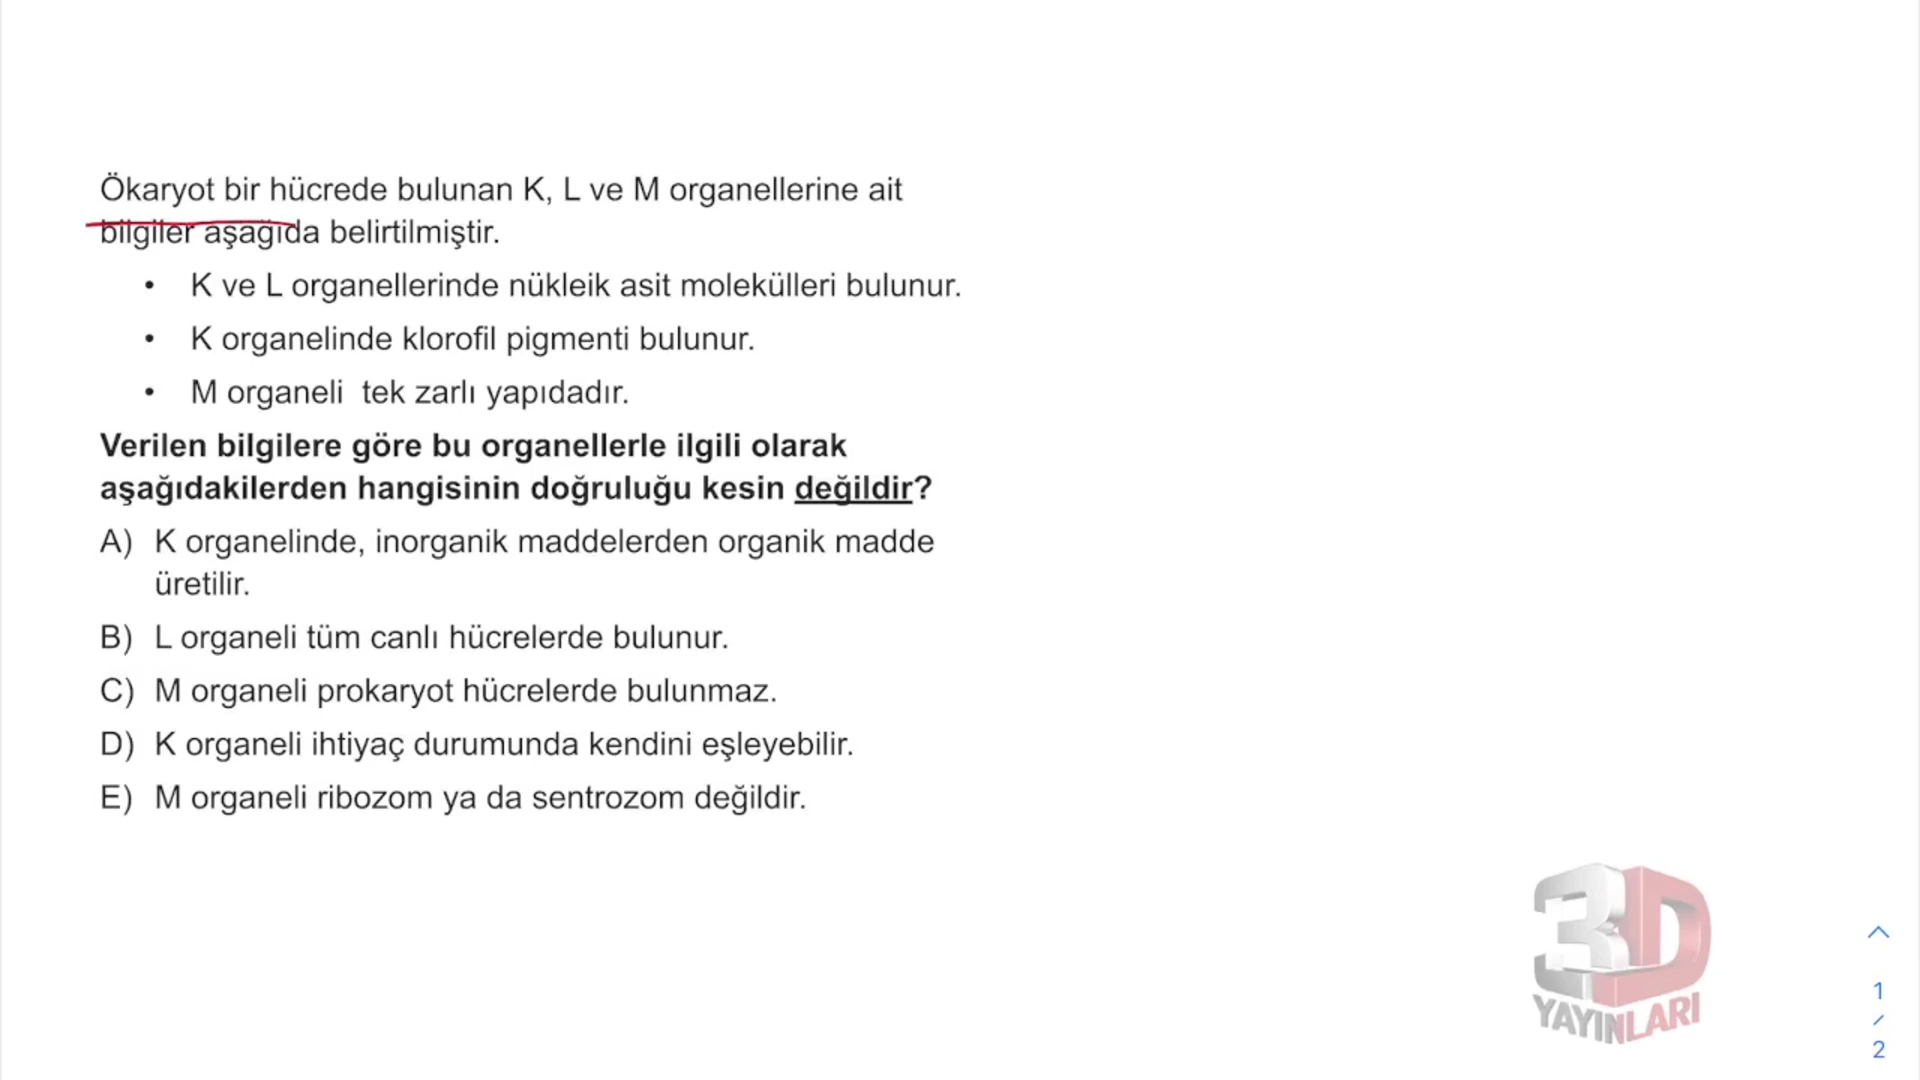 Ökaryot bir hücrede bulunan K, L ve M organellerine ait
bilgiler aşağıda belirtilmiştir.
• K ve L organellerinde nükleik asit molekülleri bulunur.
• K organelinde klorofil pigmenti bulunur.
• M organeli  tek zarlı yapıdadır.
Verilen bilgilere göre bu organellerle ilgili olarak
aşağıdakilerden hangisinin doğruluğu kesin değildir?
A) K organelinde, inorganik maddelerden organik madde
üretilir.
B) L organeli tüm canlı hücrelerde bulunur.
C) M organeli prokaryot hücrelerde bulunmaz.
D) K organeli ihtiyaç durumunda kendini eşleyebilir.
E) M organeli ribozom ya da sentrozom değildir.
3D
YAYINLARI
1
/
2